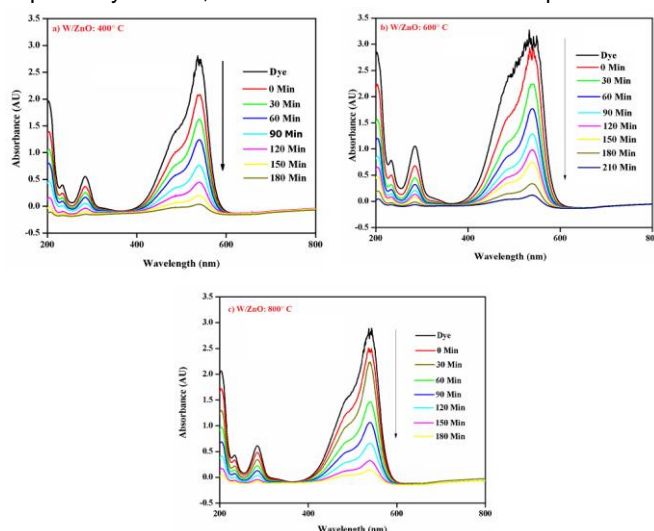 a) W/ZnO: 400° C
3.5
3.0
2.5
2.0
1.5
1.0
0.5
0.0
-0.5
Absorbance (AU)
Dye
0 Min
30 Min
60 Min
90 Min
120 Min
150 Min
180 Min
200
400
600
800
Wavelength (nm)
b) W/ZnO: 600° C
3.5
3.0
2.5
2.0
1.5
1.0
0.5
0.0
-0.5
Absorbance (AU)
Dye
0 Min
30 Min
60 Min
90 Min
120 Min
150 Min
180 Min
210 Min
200
400
600
800
Wavelength (nm)
c) W/ZnO: 800° C
3.5
3.0
2.5
2.0
1.5
1.0
0.5
0.0
-0.5
Absorbance (AU)
Dye
0 Min
30 Min
60 Min
90 Min
120 Min
150 Min
180 Min
200
400
600
800
Wavelength (nm)